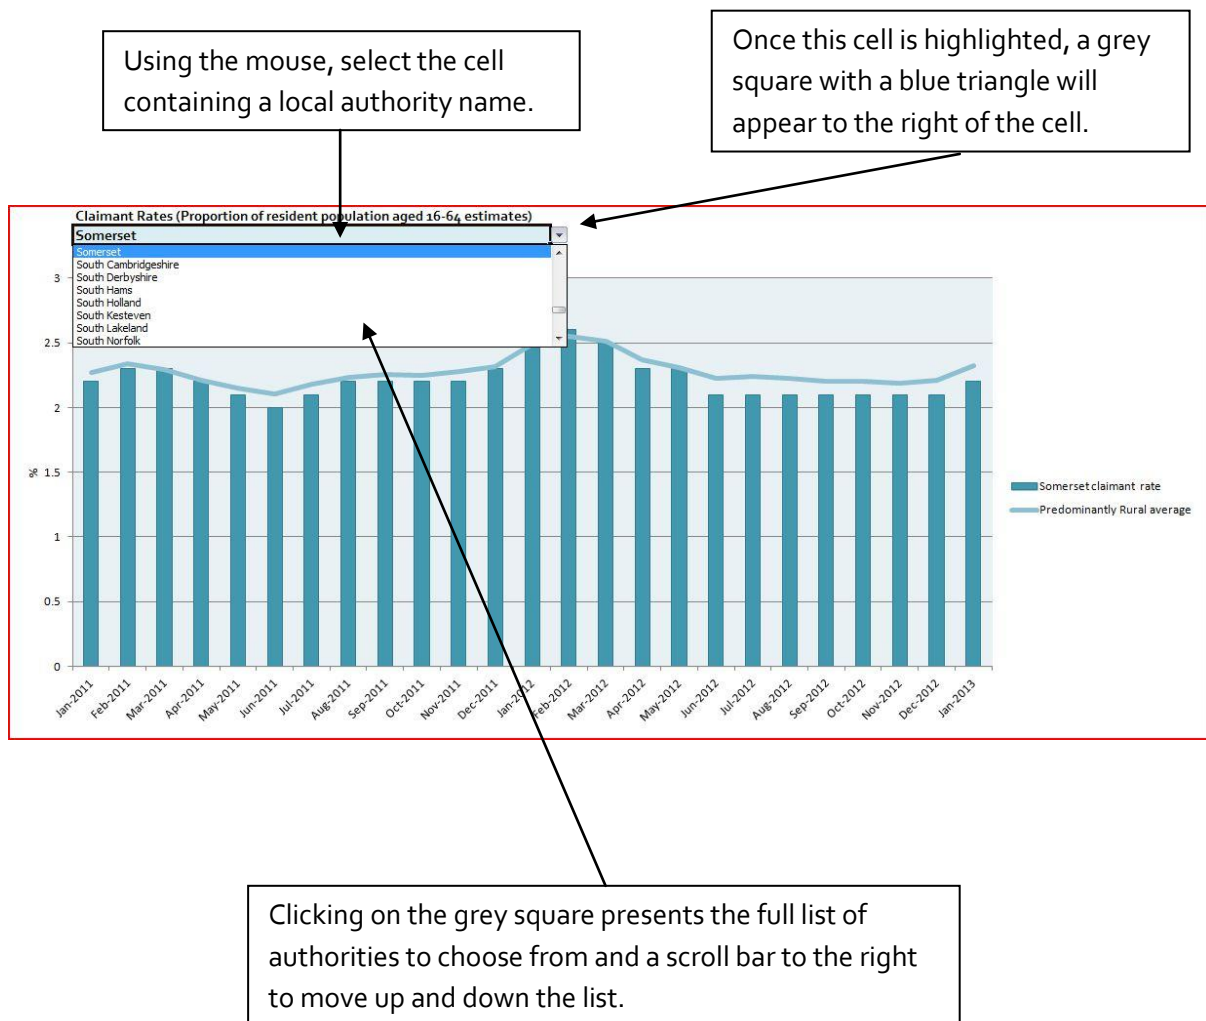 Using the mouse, select the cell
containing a local authority name.
Once this cell is highlighted, a grey
square with a blue triangle will
appear to the right of the cell.
Claimant Rates (Proportion of resident population aged 16-64 estimates)
Somerset
Somerset
South Cambridgeshire
South Derbyshire
South Hams
South Holland
South Kesteven
South Lakeland
South Norfolk
3
2.5
2
1.5
1
0.5
0
%
Jan-2011
Feb-2011
Mar-2011
Apr-2011
May-2011
Jun-2011
Jul-2011
Aug-2011
Sep-2011
Oct-2011
Nov-2011
Dec-2011
Jan-2012
Feb-2012
Mar-2012
Apr-2012
May-2012
Jun-2012
Jul-2012
Aug-2012
Sep-2012
Oct-2012
Nov-2012
Dec-2012
Jan-2013
Somerset claimant rate
Predominantly Rural average
Clicking on the grey square presents the full list of
authorities to choose from and a scroll bar to the right
to move up and down the list.